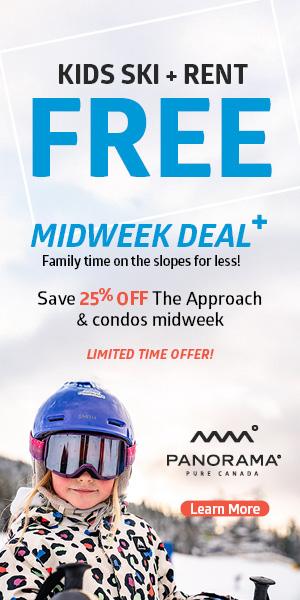 KIDS SKI + RENT
FREE
MIDWEEK DEAL+
Family time on the slopes for less!
Save 25% OFF The Approach
& condos midweek
LIMITED TIME OFFER!
SMITH
PANORAMA
PURE CANADA
Learn More